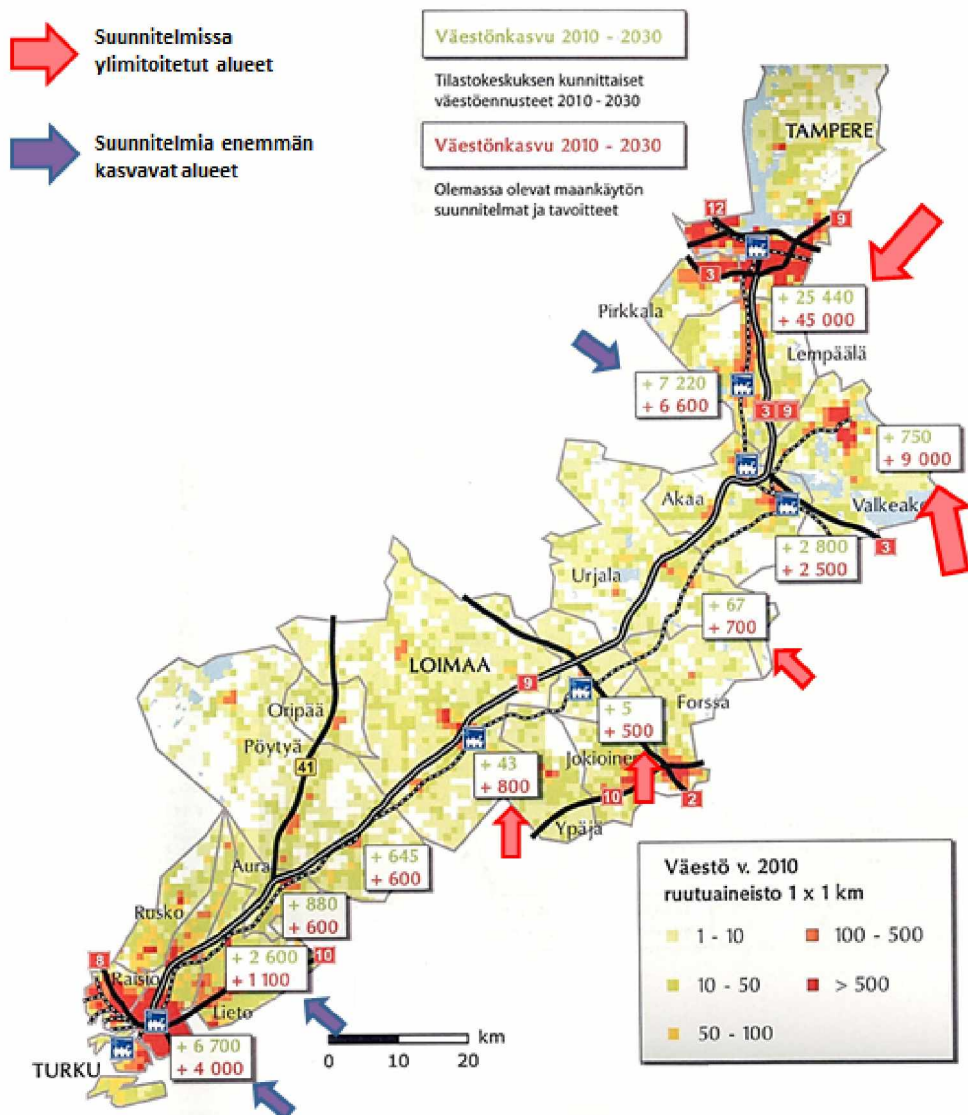 Suunnitelmissa
ylimitoitetut alueet
Suunnitelmia enemmän
kasvavat alueet
Väestönkasvu 2010 - 2030
Tilastokeskuksen kunnittaiset
väestöennusteet 2010 - 2030
Väestönkasvu 2010 - 2030
Olemassa olevat maankäytön
suunnitelmat ja tavoitteet
TAMPERE
12
9
3
+ 25 440
+ 45 000
Pirkkala
Lempäälä
+ 7 220
+ 6 600
3 9
+ 750
+ 9 000
Akaa
Valkeako
3
+ 2 800
+ 2 500
Urjala
+ 67
+ 700
LOIMAA
9
Forssa
Oripää
+ 5
+ 500
Pöytyä
41
Jokioinen
+ 43
+ 800
10
2
Ypäjä
+ 645
+ 600
Aura
+ 880
+ 600
Rusko
+ 2 600
+ 1 100
10
8
Raisio
Lieto
+ 6 700
+ 4 000
TURKU
km
0 10 20
Väestö v. 2010
ruutuaineisto 1 x 1 km
1 - 10
10 - 50
50 - 100
100 - 500
> 500